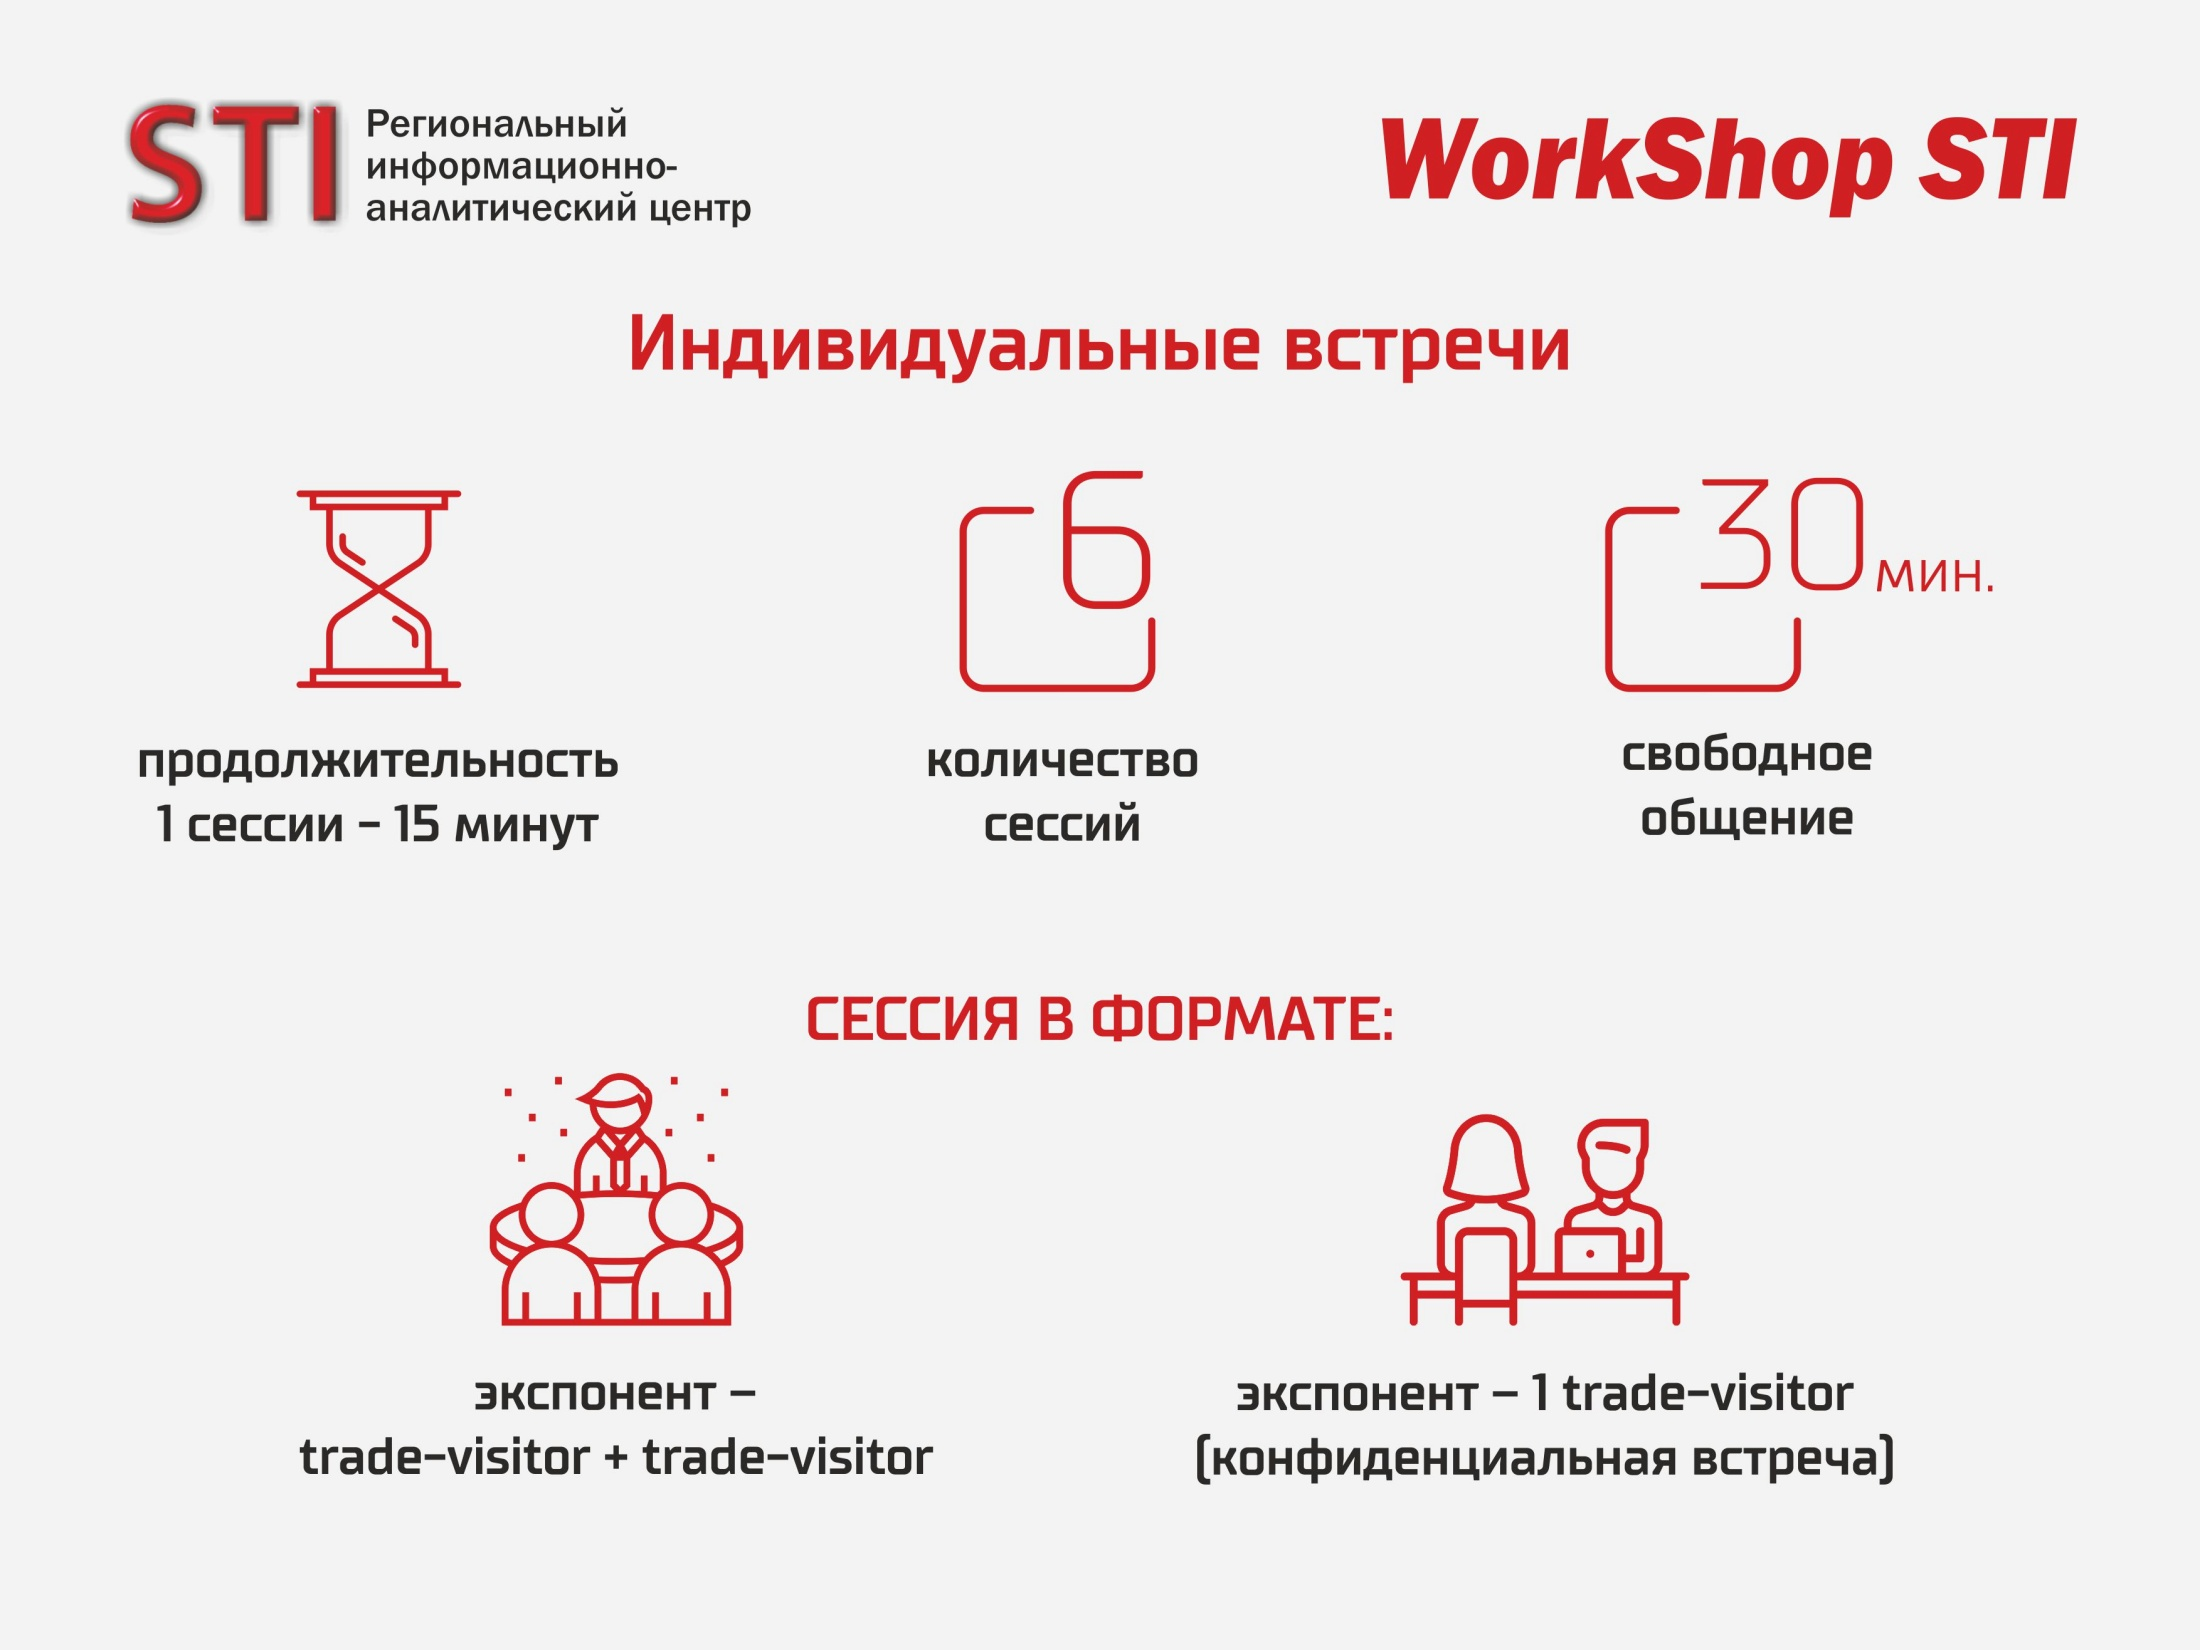 STI
Региональный
информационно-
аналитический центр
WorkShop STI
Индивидуальные встречи
продолжительность
1 сессии – 15 минут
6
количество
сессий
30 мин.
свободное
общение
СЕССИЯ В ФОРМАТЕ:
экспонент –
trade-visitor + trade-visitor
экспонент – 1 trade-visitor
(конфиденциальная встреча)